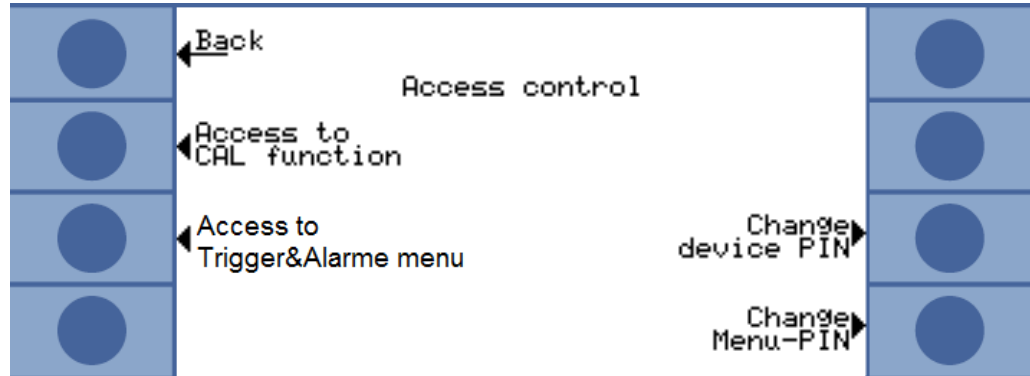 Back
Access control
Access to
CAL function
Access to
Trigger&Alarme menu
Change
device PIN
Change
Menu-PIN